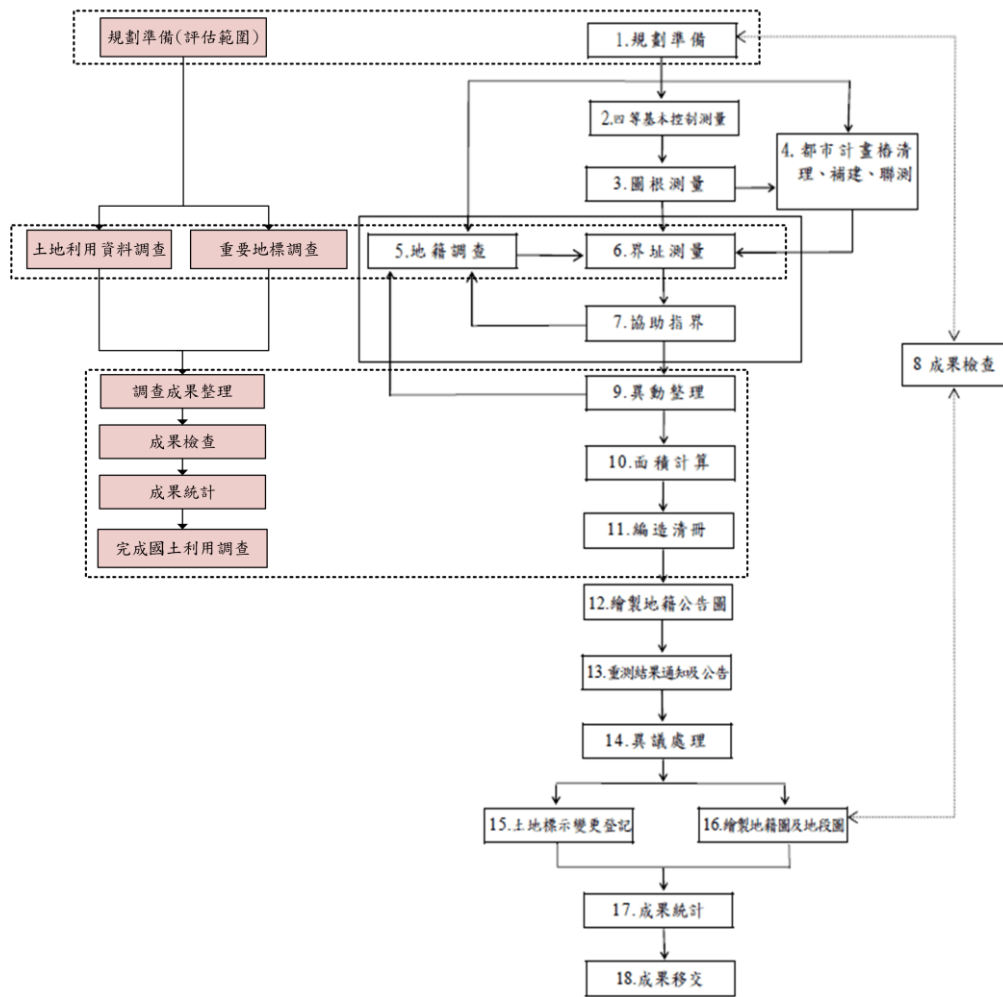 規劃準備(評估範圍)
1.規劃準備
2.四等基本控制測量
4. 都市計畫樁清
理、補建、聯測
3.圖根測量
土地利用資料調查
重要地標調查
5.地籍調查
6.界址測量
7.協助指界
8 成果檢查
調查成果整理
9.異動整理
成果檢查
10.面積計算
成果統計
11.編造清冊
完成國土利用調查
12.繪製地籍公告圖
13.重測結果通知及公告
14.異議處理
15.土地標示變更登記
16.繪製地籍圖及地段圖
17.成果統計
18.成果移交